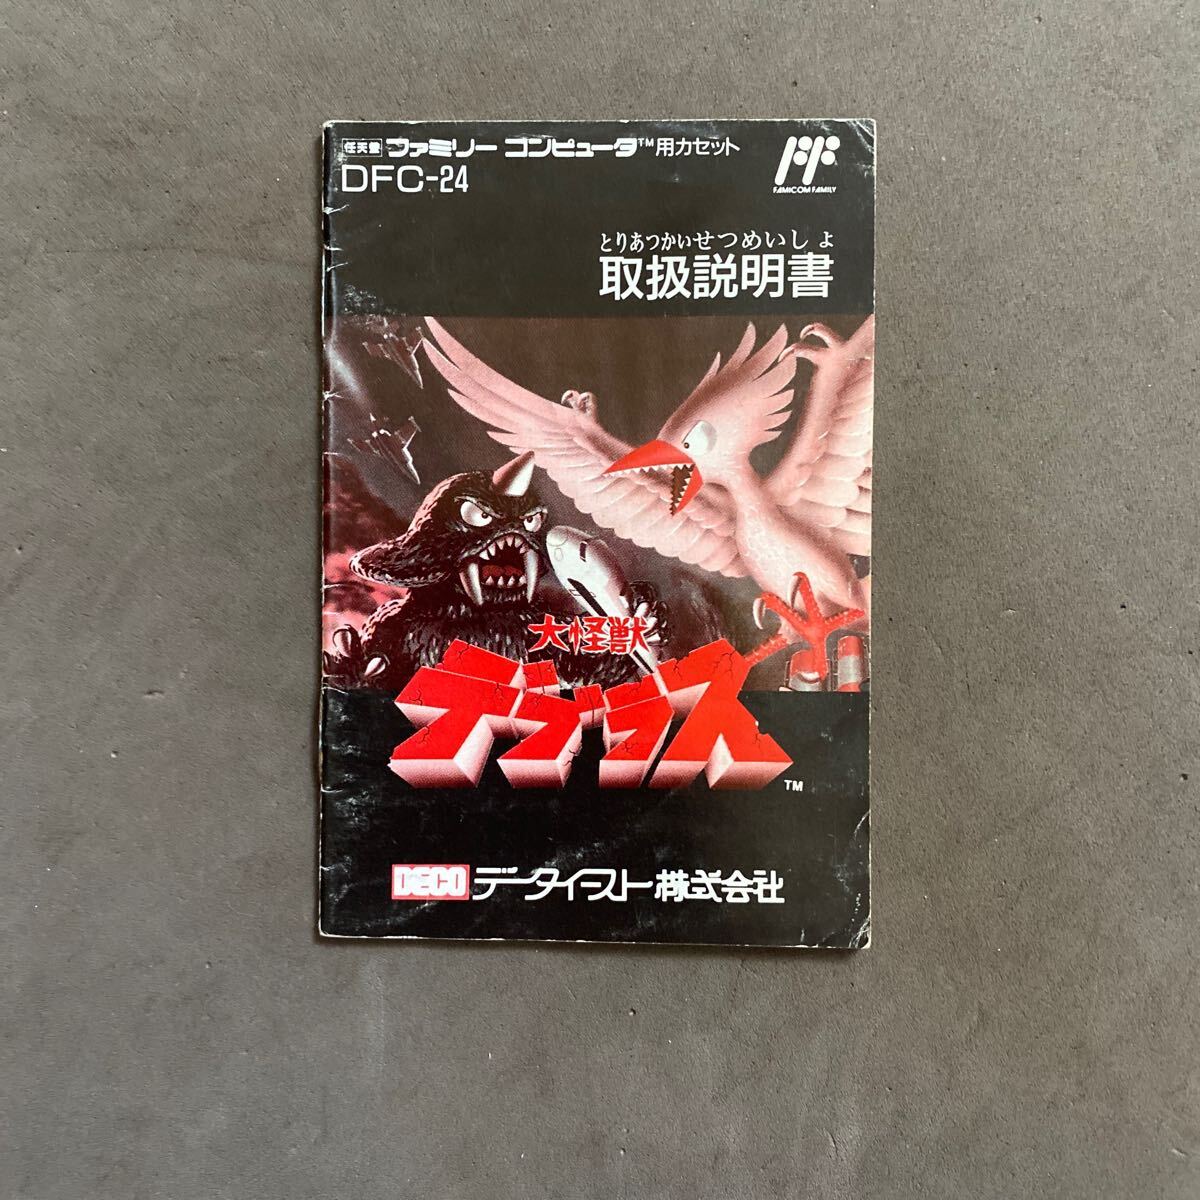 任天堂 ファミリー コンピュータ™用カセット
DFC-24
FAMICOM FAMILY
とりあつかいせつめいしょ
取扱説明書
大怪獣
デブラス
TM
DECO データイースト株式会社